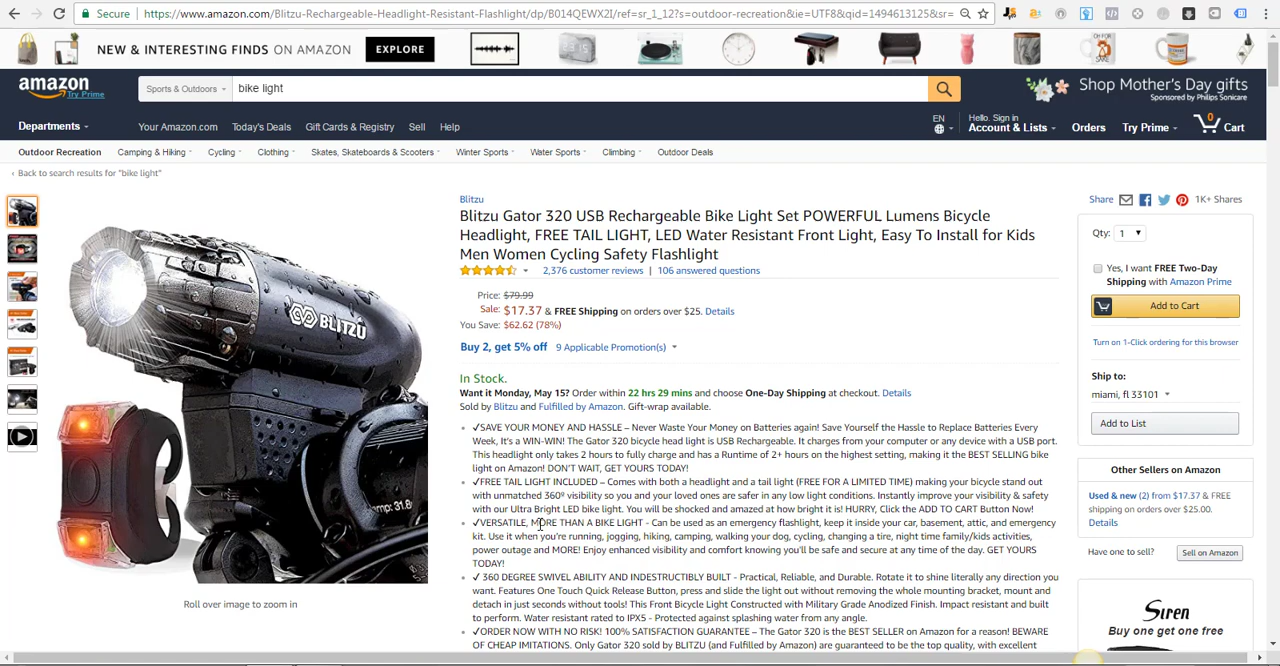 Secure
https://www.amazon.com/Blitzu-Rechargeable-Headlight-Resistant-Flashlight/dp/B014QEWX2I/ref=sr_1_12?s=outdoor-recreation&ie=UTF8&qid=1494613125&sr=
NEW & INTERESTING FINDS ON AMAZON
EXPLORE
amazon
Try Prime
Sports & Outdoors
bike light
Shop Mother's Day gifts
Sponsored by Philips Sonicare
Departments
Your Amazon.com
Today's Deals
Gift Cards & Registry
Sell
Help
EN
Hello. Sign in
Account & Lists
Orders
Try Prime
0
Cart
Outdoor Recreation
Camping & Hiking
Cycling
Clothing
Skates, Skateboards & Scooters
Winter Sports
Water Sports
Climbing
Outdoor Deals
‹ Back to search results for "bike light"
BLITZU
Roll over image to zoom in
Blitzu
Blitzu Gator 320 USB Rechargeable Bike Light Set POWERFUL Lumens Bicycle
Headlight, FREE TAIL LIGHT, LED Water Resistant Front Light, Easy To Install for Kids
Men Women Cycling Safety Flashlight
2,376 customer reviews | 106 answered questions
Price: $79.99
Sale: $17.37 & FREE Shipping on orders over $25. Details
You Save: $62.62 (78%)
Buy 2, get 5% off 9 Applicable Promotion(s)
In Stock.
Want it Monday, May 15? Order within 22 hrs 29 mins and choose One-Day Shipping at checkout. Details
Sold by Blitzu and Fulfilled by Amazon. Gift-wrap available.
✓SAVE YOUR MONEY AND HASSLE – Never Waste Your Money on Batteries again! Save Yourself the Hassle to Replace Batteries Every
Week, It's a WIN-WIN! The Gator 320 bicycle head light is USB Rechargeable. It charges from your computer or any device with a USB port.
This headlight only takes 2 hours to fully charge and has a Runtime of 2+ hours on the highest setting, making it the BEST SELLING bike
light on Amazon! DON'T WAIT, GET YOURS TODAY!
✓FREE TAIL LIGHT INCLUDED – Comes with both a headlight and a tail light (FREE FOR A LIMITED TIME) making your bicycle stand out
with unmatched 360º visibility so you and your loved ones are safer in any low light conditions. Instantly improve your visibility & safety
with our Ultra Bright LED bike light. You will be shocked and amazed at how bright it is! HURRY, Click the ADD TO CART Button Now!
✓VERSATILE, MORE THAN A BIKE LIGHT - Can be used as an emergency flashlight, keep it inside your car, basement, attic, and emergency
kit. Use it when you're running, jogging, hiking, camping, walking your dog, cycling, changing a tire, night time family/kids activities,
power outage and MORE! Enjoy enhanced visibility and comfort knowing you'll be safe and secure at any time of the day. GET YOURS
TODAY!
✓ 360 DEGREE SWIVEL ABILITY AND INDESTRUCTIBLY BUILT - Practical, Reliable, and Durable. Rotate it to shine literally any direction you
want. Features One Touch Quick Release Button, press and slide the light out without removing the whole mounting bracket, mount and
detach in just seconds without tools! This Front Bicycle Light Constructed with Military Grade Anodized Finish. Impact resistant and built
to perform. Water resistant rated to IPX5 - Protected against splashing water from any angle.
✓ORDER NOW WITH NO RISK! 100% SATISFACTION GUARANTEE – The Gator 320 is the BEST SELLER on Amazon for a reason! BEWARE
OF CHEAP IMITATIONS. Only Gator 320 sold by BLITZU (and Fulfilled by Amazon) are guaranteed to be the top quality, with excellent
Share
1K+ Shares
Qty: 1
Yes, I want FREE Two-Day
Shipping with Amazon Prime
Add to Cart
Turn on 1-Click ordering for this browser
Ship to:
miami, fl 33101
Add to List
Other Sellers on Amazon
Used & new (2) from $17.37 & FREE
shipping on orders over $25.00.
Details
Have one to sell?
Sell on Amazon
Siren
Buy one get one free